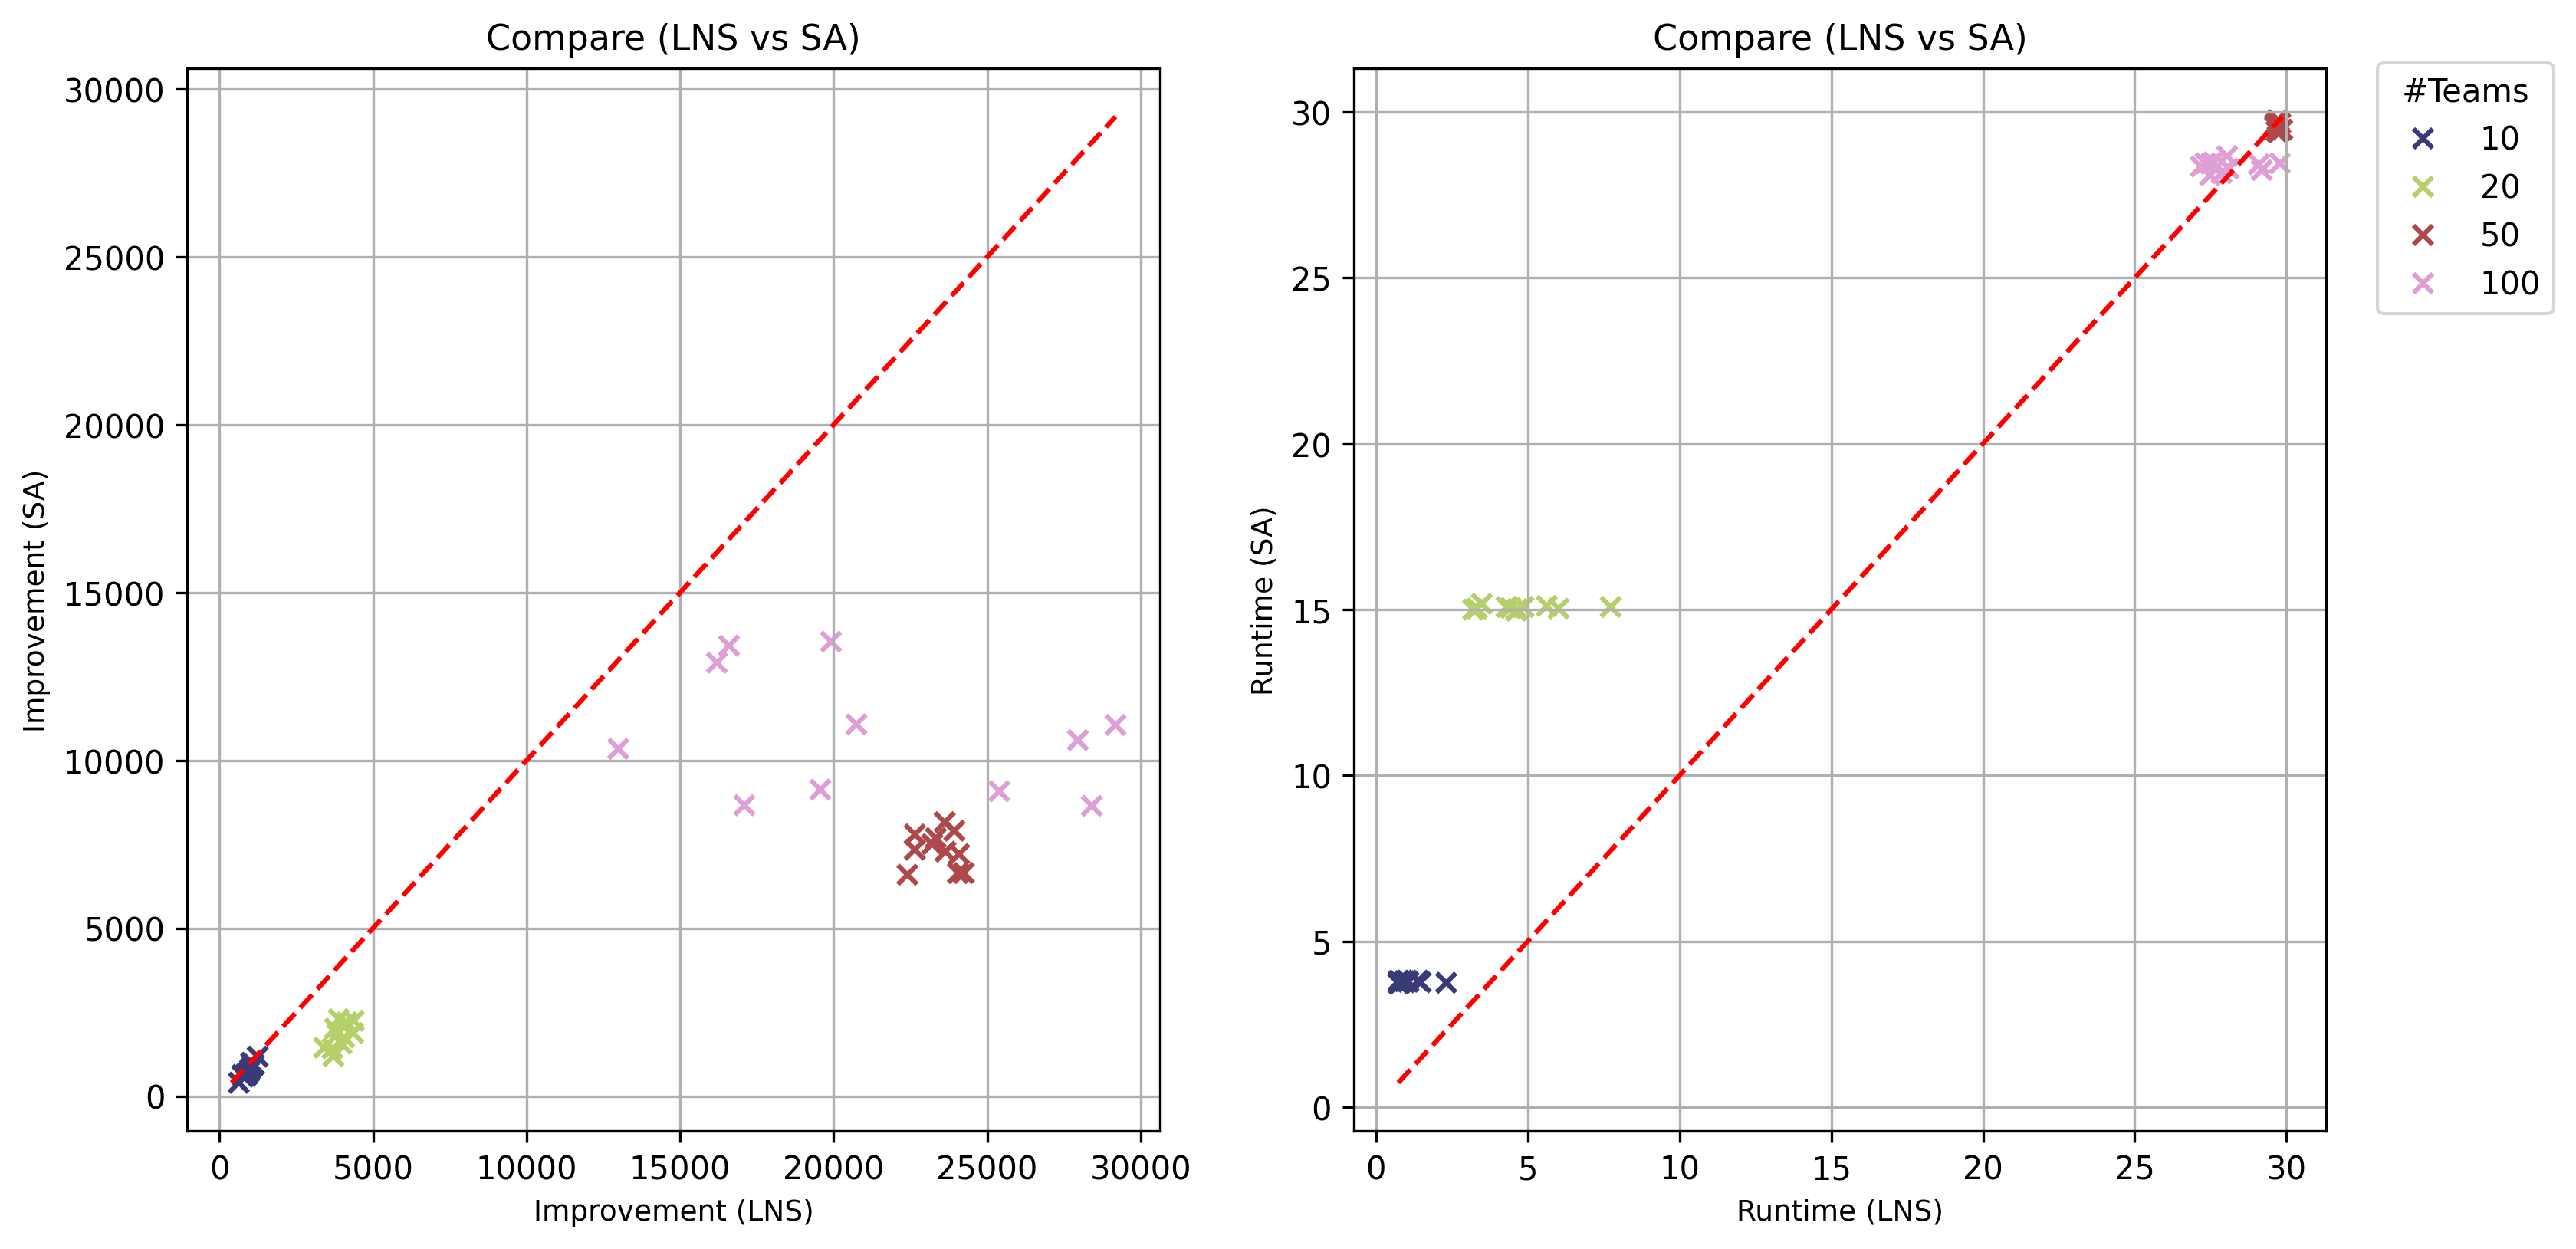 Compare (LNS vs SA)
30000
25000
20000
15000
10000
5000
0
Improvement (SA)
0 5000 10000 15000 20000 25000 30000
Improvement (LNS)
Compare (LNS vs SA)
30
25
20
15
10
5
0
Runtime (SA)
0 5 10 15 20 25 30
Runtime (LNS)
#Teams
10
20
50
100